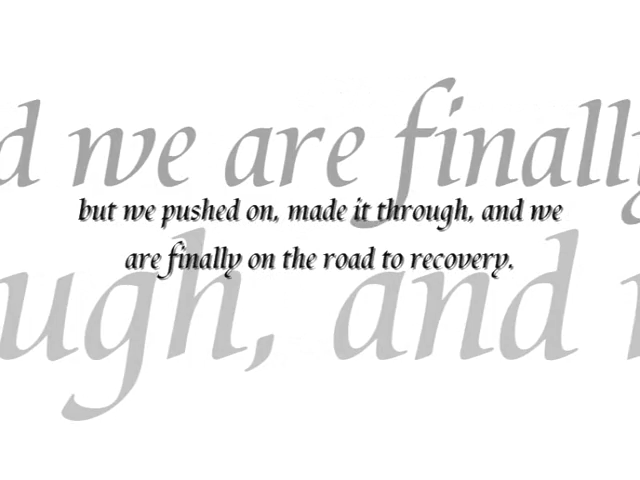 d we are finally
but we pushed on, made it through, and we
are finally on the road to recovery.
ugh, and